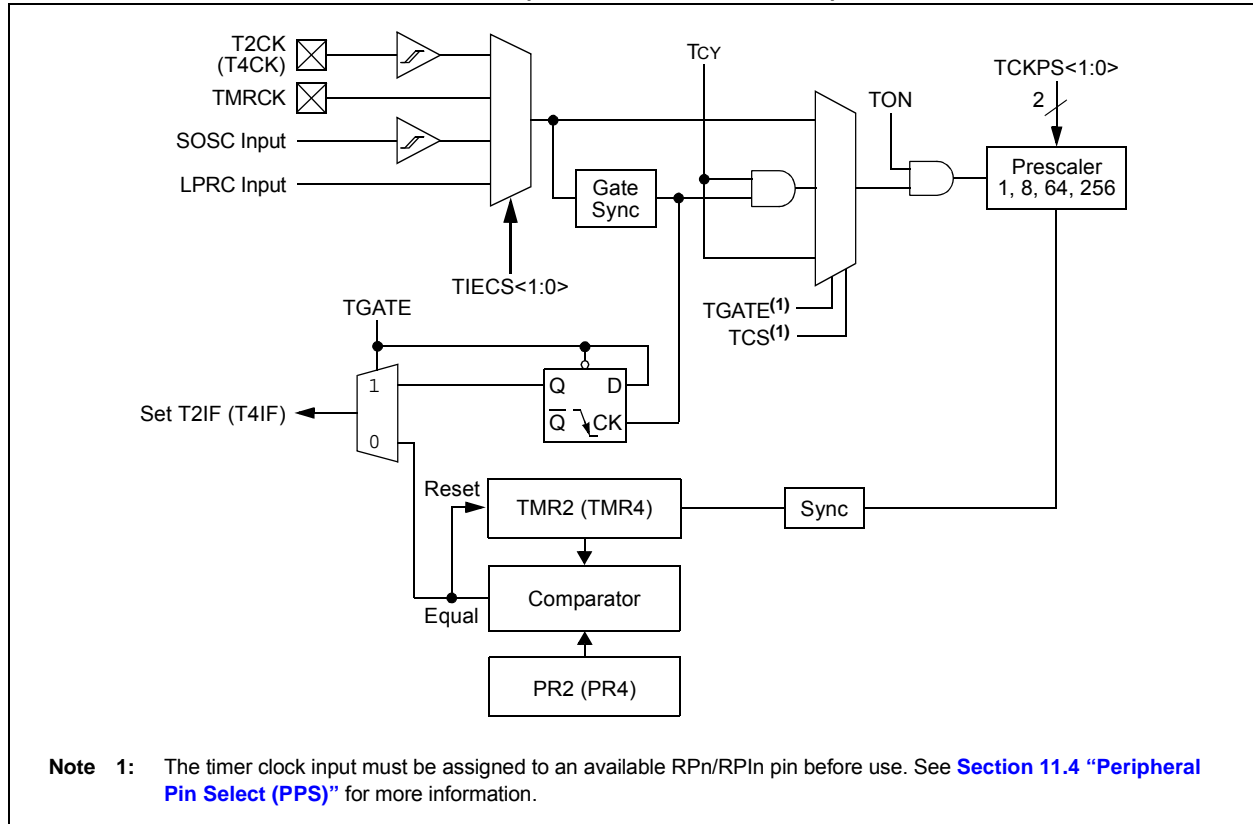 T2CK
(T4CK)
TMRCK
SOSC Input
LPRC Input
TIECS<1:0>
Gate
Sync
TCY
TGATE(1)
TCS(1)
TON
TCKPS<1:0>
2
Prescaler
1, 8, 64, 256
TGATE
1
0
Set T2IF (T4IF)
Q D
Q CK
Reset
TMR2 (TMR4)
Sync
Equal
Comparator
PR2 (PR4)
Note 1: The timer clock input must be assigned to an available RPn/RPIn pin before use. See Section 11.4 “Peripheral
Pin Select (PPS)” for more information.